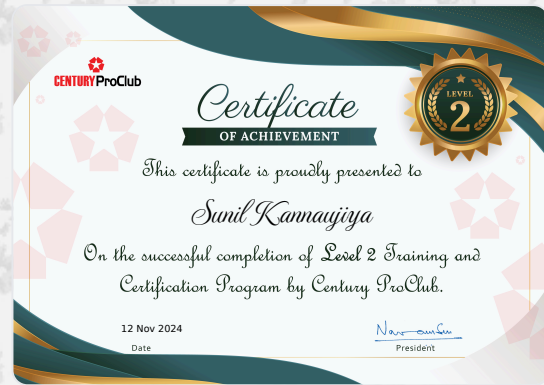 CENTURY ProClub
LEVEL
2
Certificate
OF ACHIEVEMENT
This certificate is proudly presented to
Sunil Kannaujiya
On the successful completion of Level 2 Training and
Certification Program by Century ProClub.
12 Nov 2024
Date
President